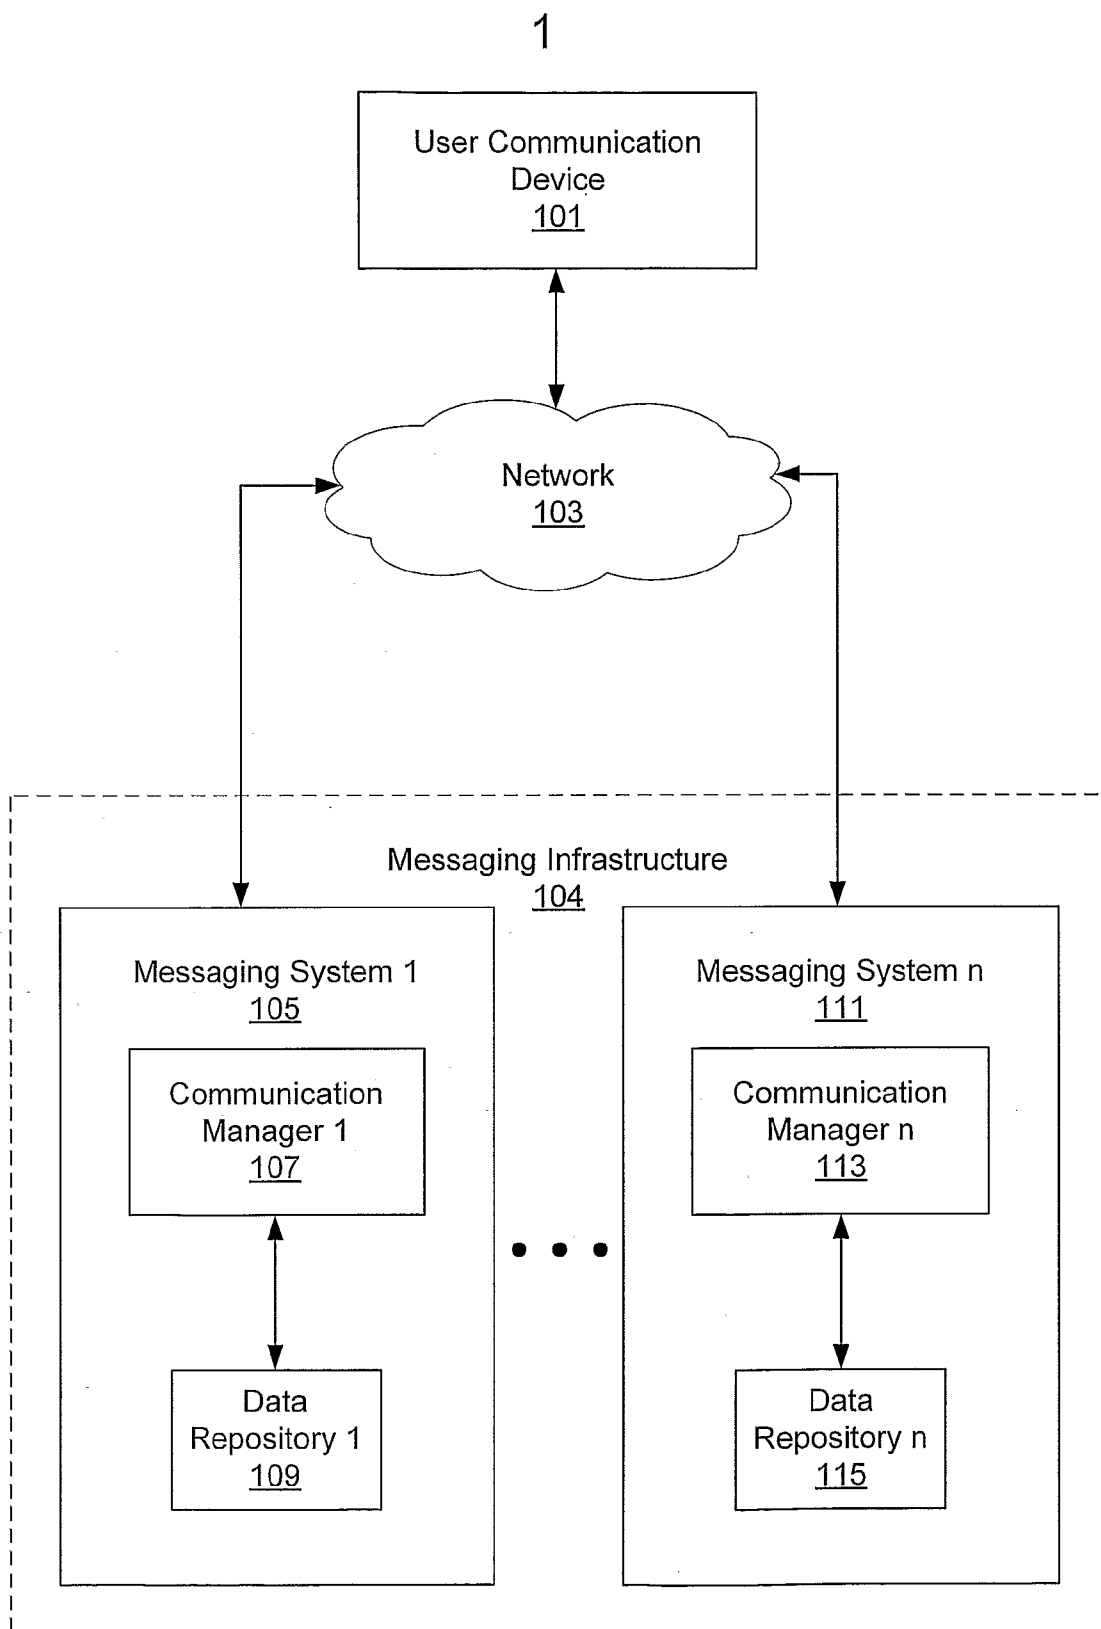 1
User Communication
Device
101
Network
103
Messaging Infrastructure
104
Messaging System 1
105
Communication
Manager 1
107
Data
Repository 1
109
Messaging System n
111
Communication
Manager n
113
Data
Repository n
115